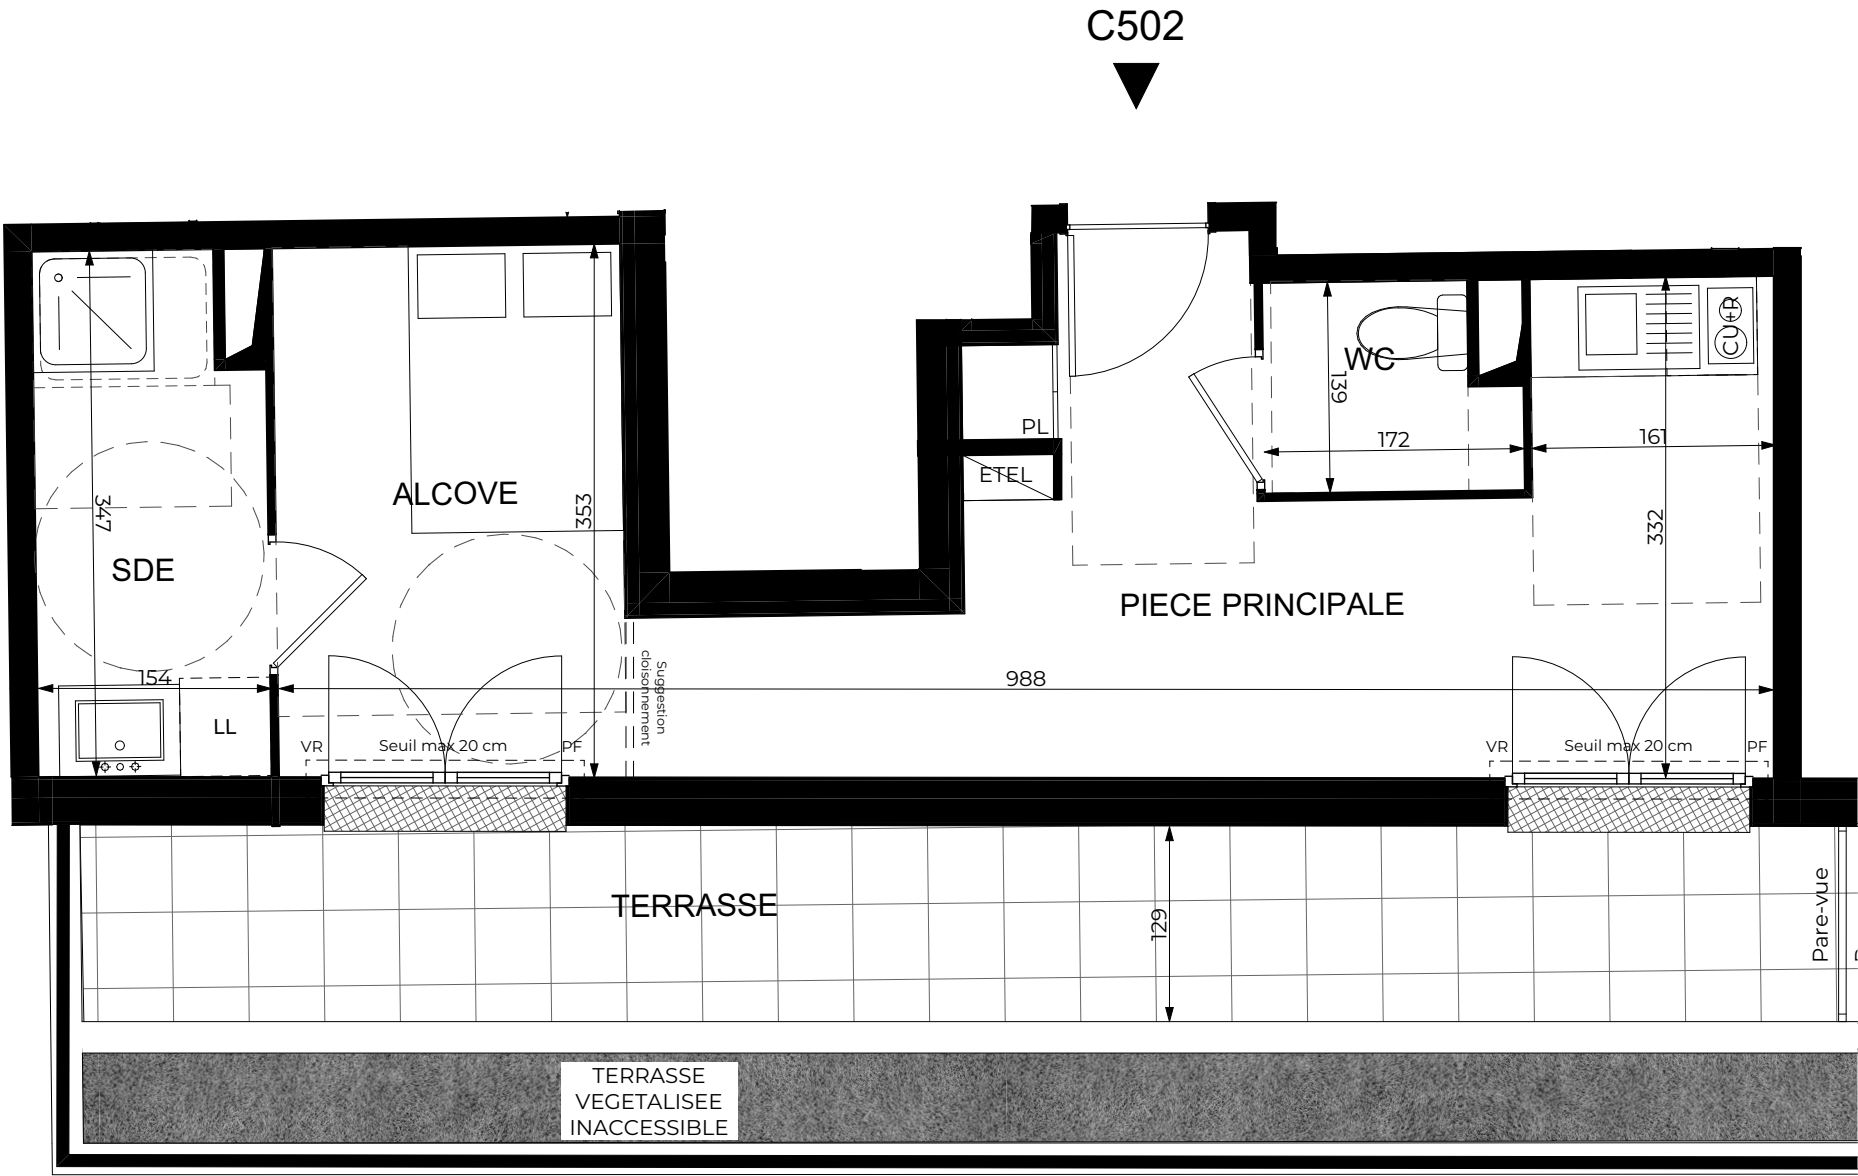 C502
CU+R
WC
139
PL
172
161
ETEL
ALCOVE
347
353
332
SDE
PIECE PRINCIPALE
Suggestion
cloisonnement
154
988
LL
VR
Seuil max 20 cm
PF
VR
Seuil max 20 cm
PF
TERRASSE
129
Pare-vue
TERRASSE
VEGETALISEE
INACCESSIBLE